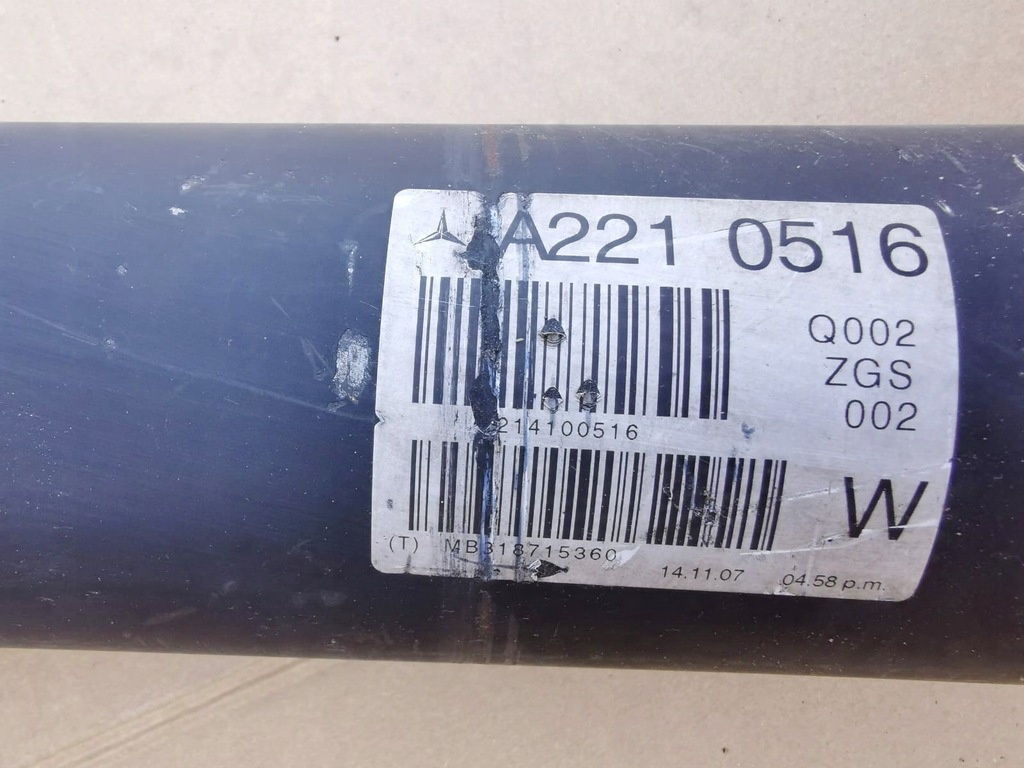 A221 0516
Q002
ZGS
002
214100516
W
(T) MB318715360
14.11.07 04.58 p.m.